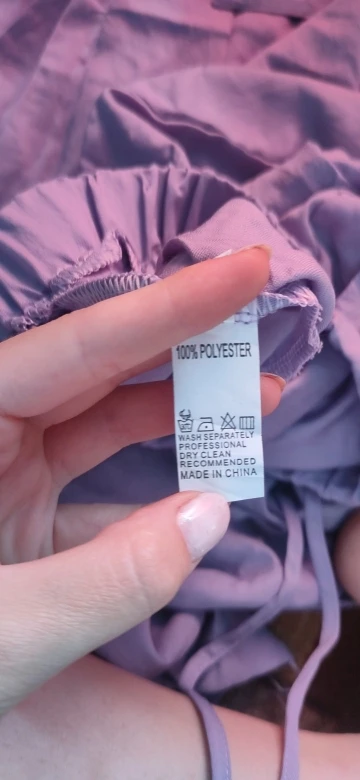 100% POLYESTER
WASH SEPARATELY
PROFESSIONAL
DRY CLEAN
RECOMMENDED
MADE IN CHINA